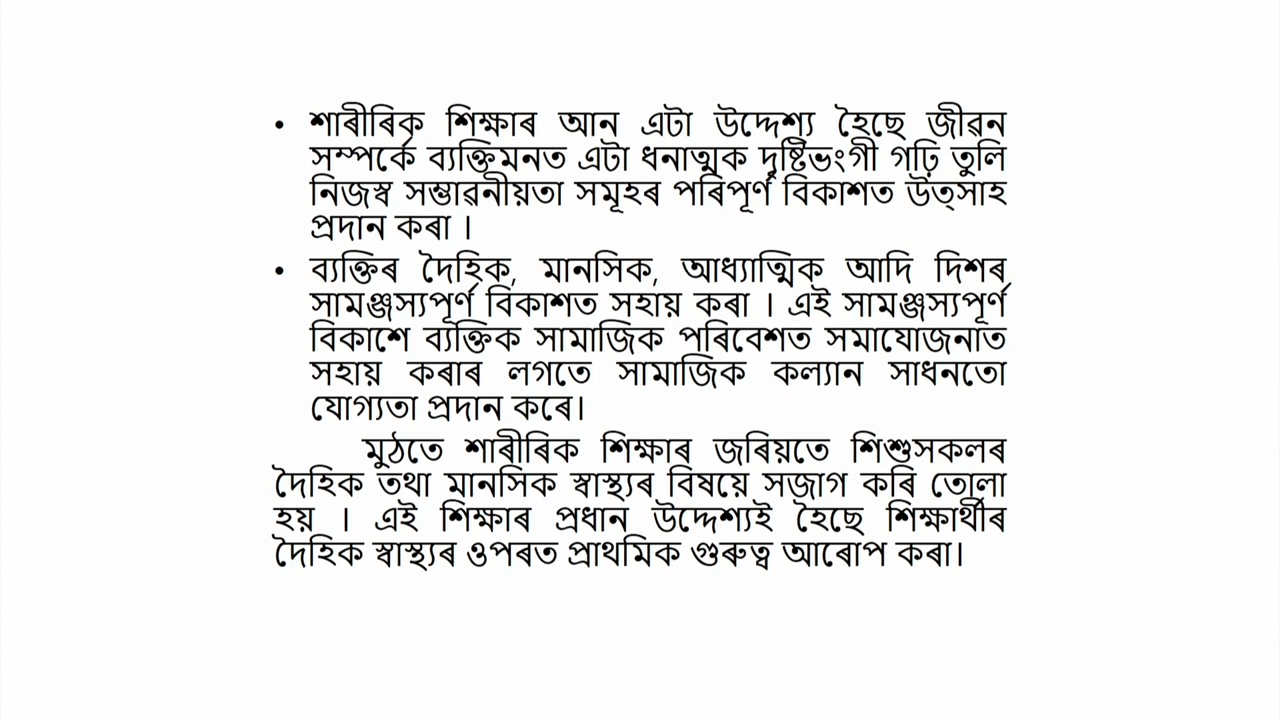 • শাৰীৰিক শিক্ষাৰ আন এটা উদ্দেশ্য হৈছে জীৱন
সম্পৰ্কে ব্যক্তিমনত এটা ধনাত্মক দৃষ্টিভংগী গঢ়ি তুলি
নিজস্ব সম্ভাৱনীয়তা সমূহৰ পৰিপূৰ্ণ বিকাশত উত্সাহ
প্ৰদান কৰা ।
• ব্যক্তিৰ দৈহিক, মানসিক, আধ্যাত্মিক আদি দিশৰ
সামঞ্জস্যপূৰ্ণ বিকাশত সহায় কৰা । এই সামঞ্জস্যপূৰ্ণ
বিকাশে ব্যক্তিক সামাজিক পৰিবেশত সমাযোজনাত
সহায় কৰাৰ লগতে সামাজিক কল্যান সাধনতো
যোগ্যতা প্ৰদান কৰে।
মুঠতে শাৰীৰিক শিক্ষাৰ জৰিয়তে শিশুসকলৰ
দৈহিক তথা মানসিক স্বাস্থ্যৰ বিষয়ে সজাগ কৰি তোলা
হয় । এই শিক্ষাৰ প্ৰধান উদ্দেশ্যই হৈছে শিক্ষাৰ্থীৰ
দৈহিক স্বাস্থ্যৰ ওপৰত প্ৰাথমিক গুৰুত্ব আৰোপ কৰা।